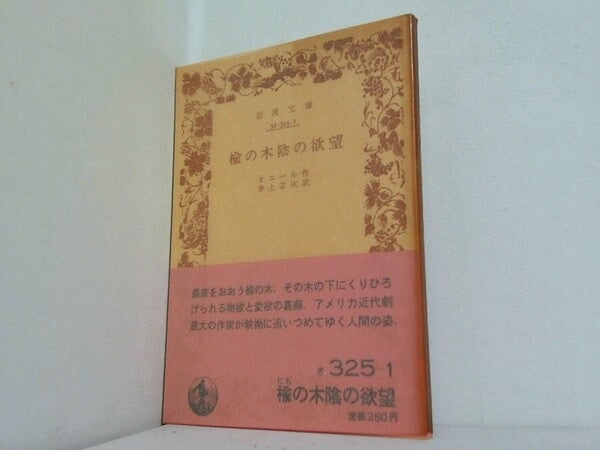 岩波文庫
32-325-1
楡の木陰の欲望
オニール作
井上宗次訳
農家をおおう楡の木．その木の下にくりひろ
げられる物欲と愛欲の葛藤．アメリカ近代劇
最大の作家が執拗に追いつめてゆく人間の姿．
赤 325-1
にれ
楡の木陰の欲望
定価250円